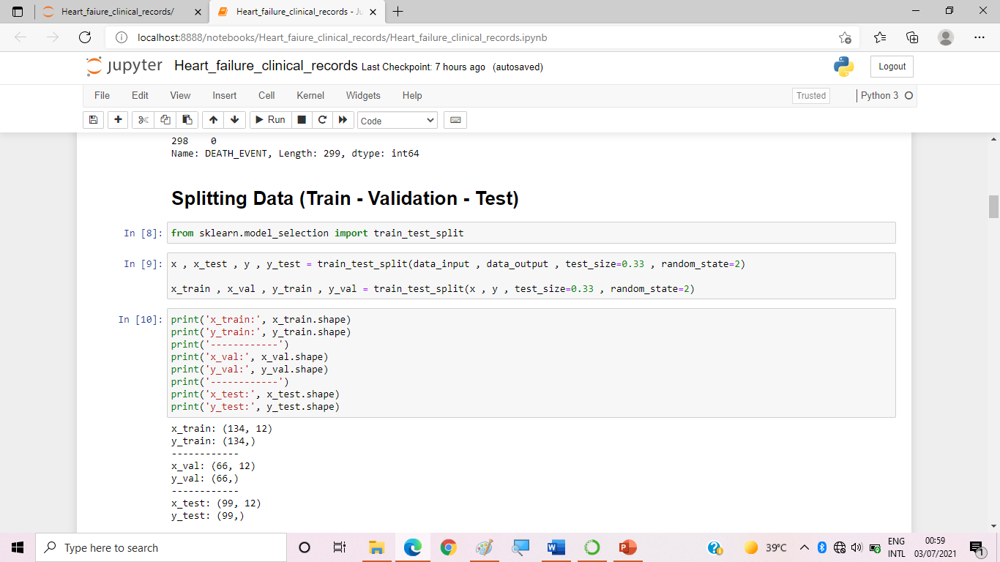 Heart_faiure_clinical_records/
Heart_failure_clinical_records - Ju
localhost:8888/notebooks/Heart_faiure_clinical_records/Heart_failure_clinical_records.ipynb
jupyter Heart_failure_clinical_records Last Checkpoint: 7 hours ago (autosaved)
Logout
File Edit View Insert Cell Kernel Widgets Help
Trusted
Python 3
Run
Code
298    0
Name: DEATH_EVENT, Length: 299, dtype: int64
Splitting Data (Train - Validation - Test)
In [8]: from sklearn.model_selection import train_test_split
In [9]: x , x_test , y , y_test = train_test_split(data_input , data_output , test_size=0.33 , random_state=2)
x_train , x_val , y_train , y_val = train_test_split(x , y , test_size=0.33 , random_state=2)
In [10]: print('x_train:', x_train.shape)
print('y_train:', y_train.shape)
print('------------')
print('x_val:', x_val.shape)
print('y_val:', y_val.shape)
print('------------')
print('x_test:', x_test.shape)
print('y_test:', y_test.shape)
x_train: (134, 12)
y_train: (134,)
------------
x_val: (66, 12)
y_val: (66,)
------------
x_test: (99, 12)
y_test: (99,)
Type here to search
39°C
ENG
INTL
00:59
03/07/2021
1